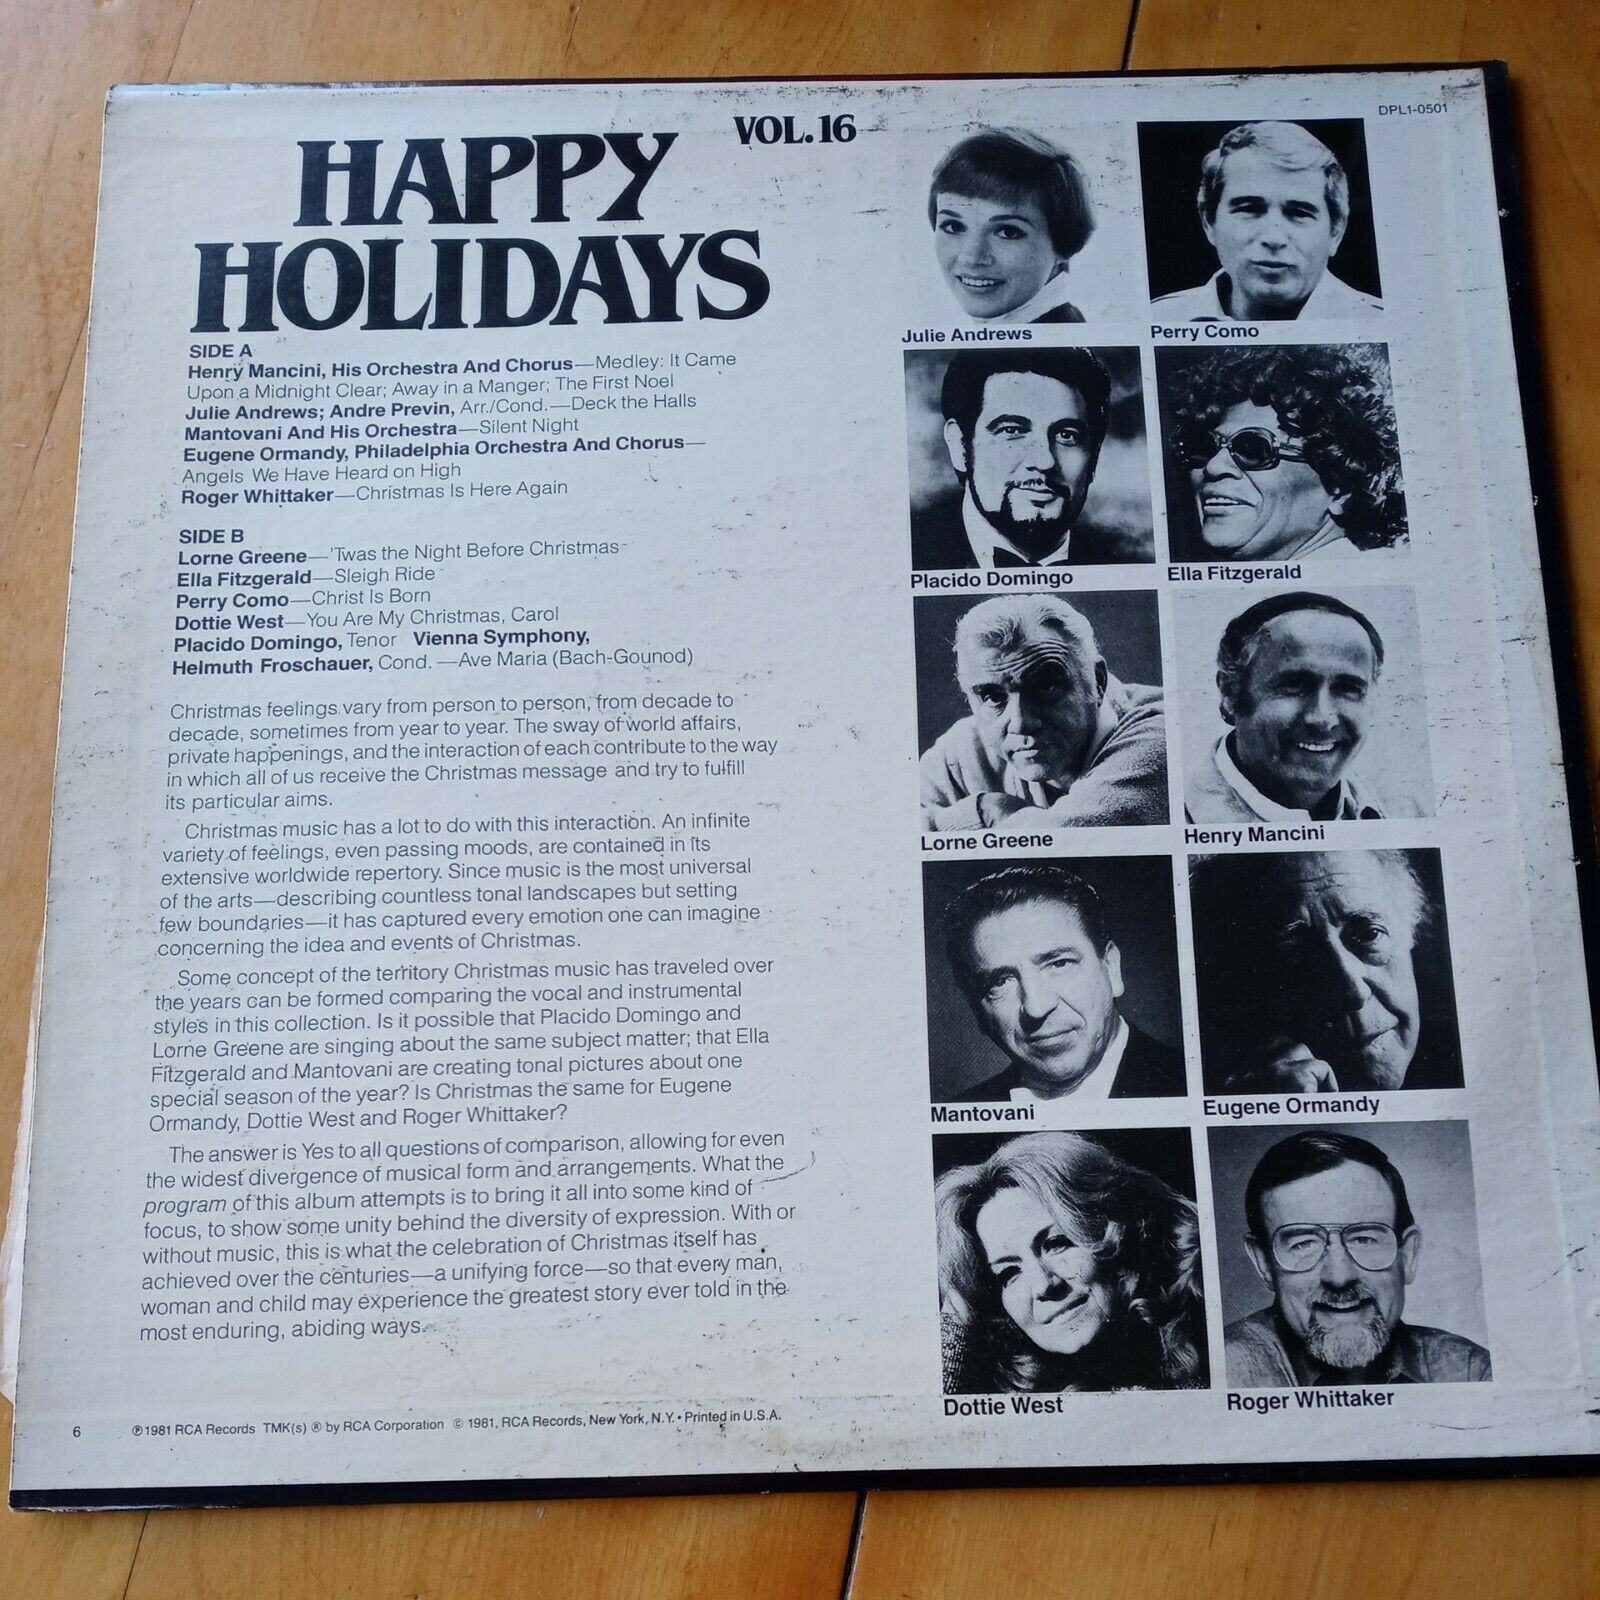 DPL1-0501
VOL. 16
HAPPY
HOLIDAYS
SIDE A
Henry Mancini, His Orchestra And Chorus—Medley: It Came
Upon a Midnight Clear; Away in a Manger; The First Noel
Julie Andrews; Andre Previn, Arr./Cond.—Deck the Halls
Mantovani And His Orchestra—Silent Night
Eugene Ormandy, Philadelphia Orchestra And Chorus—
Angels We Have Heard on High
Roger Whittaker—Christmas Is Here Again
SIDE B
Lorne Greene—'Twas the Night Before Christmas
Ella Fitzgerald—Sleigh Ride
Perry Como—Christ Is Born
Dottie West—You Are My Christmas, Carol
Placido Domingo, Tenor Vienna Symphony,
Helmuth Froschauer, Cond.—Ave Maria (Bach-Gounod)
Christmas feelings vary from person to person, from decade to
decade, sometimes from year to year. The sway of world affairs,
private happenings, and the interaction of each contribute to the way
in which all of us receive the Christmas message and try to fulfill
its particular aims.
Christmas music has a lot to do with this interaction. An infinite
variety of feelings, even passing moods, are contained in its
extensive worldwide repertory. Since music is the most universal
of the arts—describing countless tonal landscapes but setting
few boundaries—it has captured every emotion one can imagine
concerning the idea and events of Christmas.
Some concept of the territory Christmas music has traveled over
the years can be formed comparing the vocal and instrumental
styles in this collection. Is it possible that Placido Domingo and
Lorne Greene are singing about the same subject matter; that Ella
Fitzgerald and Mantovani are creating tonal pictures about one
special season of the year? Is Christmas the same for Eugene
Ormandy, Dottie West and Roger Whittaker?
The answer is Yes to all questions of comparison, allowing for even
the widest divergence of musical form and arrangements. What the
program of this album attempts is to bring it all into some kind of
focus, to show some unity behind the diversity of expression. With or
without music, this is what the celebration of Christmas itself has
achieved over the centuries—a unifying force—so that every man,
woman and child may experience the greatest story ever told in the
most enduring, abiding ways.
Julie Andrews
Perry Como
Placido Domingo
Ella Fitzgerald
Lorne Greene
Henry Mancini
Mantovani
Eugene Ormandy
Dottie West
Roger Whittaker
6
℗ 1981 RCA Records TMK(s) ® by RCA Corporation © 1981, RCA Records, New York, N.Y. • Printed in U.S.A.